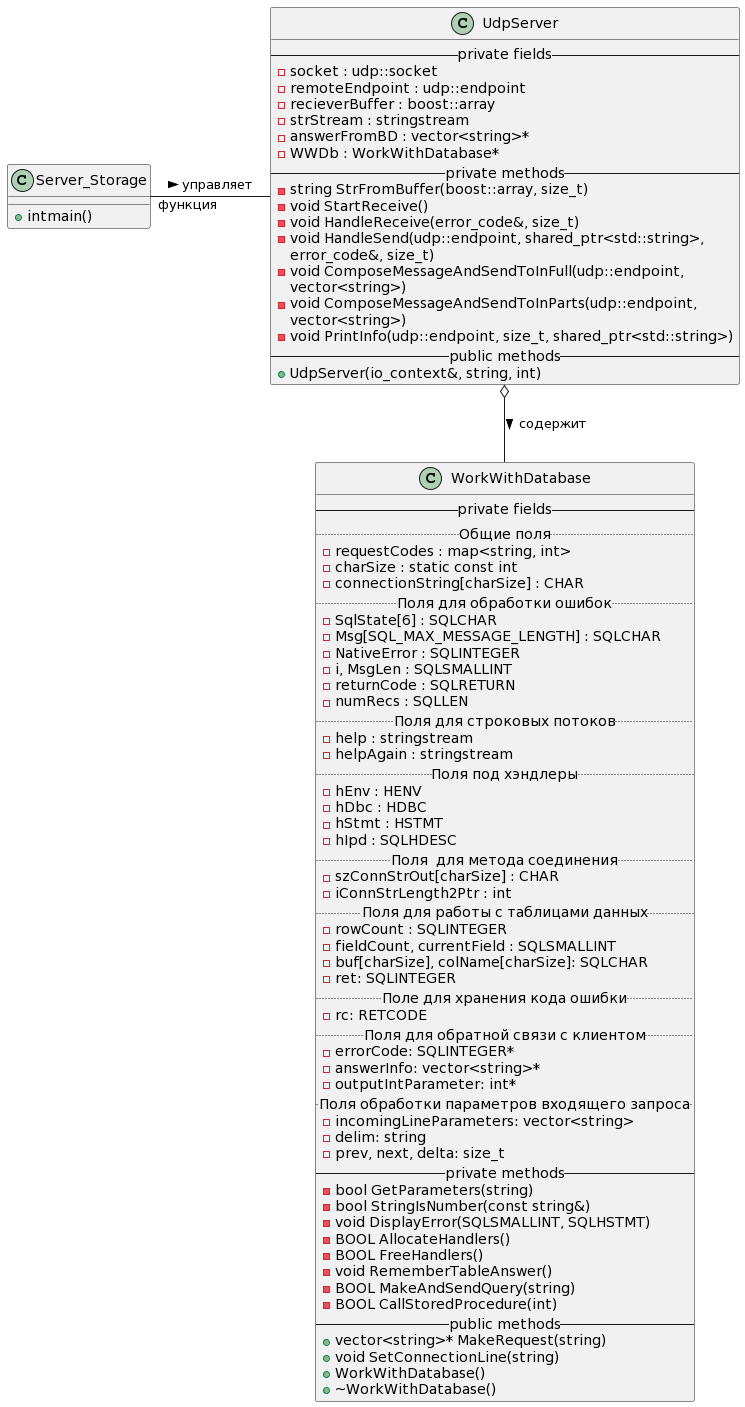 C UdpServer
private fields
socket : udp::socket
remoteEndpoint : udp::endpoint
recieverBuffer : boost::array
strStream : stringstream
answerFromBD : vector<string>*
WWDb : WorkWithDatabase*
private methods
string StrFromBuffer(boost::array, size_t)
void StartReceive()
void HandleReceive(error_code&, size_t)
void HandleSend(udp::endpoint, shared_ptr<std::string>,
error_code&, size_t)
void ComposeMessageAndSendToInFull(udp::endpoint,
vector<string>)
void ComposeMessageAndSendToInParts(udp::endpoint,
vector<string>)
void PrintInfo(udp::endpoint, size_t, shared_ptr<std::string>)
public methods
UdpServer(io_context&, string, int)
C Server_Storage
intmain()
управляет
функция
содержит
C WorkWithDatabase
private fields
Общие поля
requestCodes : map<string, int>
charSize : static const int
connectionString[charSize] : CHAR
Поля для обработки ошибок
SqlState[6] : SQLCHAR
Msg[SQL_MAX_MESSAGE_LENGTH] : SQLCHAR
NativeError : SQLINTEGER
i, MsgLen : SQLSMALLINT
returnCode : SQLRETURN
numRecs : SQLLEN
Поля для строковых потоков
help : stringstream
helpAgain : stringstream
Поля под хэндлеры
hEnv : HENV
hDbc : HDBC
hStmt : HSTMT
hIpd : SQLHDESC
Поля  для метода соединения
szConnStrOut[charSize] : CHAR
iConnStrLength2Ptr : int
Поля для работы с таблицами данных
rowCount : SQLINTEGER
fieldCount, currentField : SQLSMALLINT
buf[charSize], colName[charSize]: SQLCHAR
ret: SQLINTEGER
Поле для хранения кода ошибки
rc: RETCODE
Поля для обратной связи с клиентом
errorCode: SQLINTEGER*
answerInfo: vector<string>*
outputIntParameter: int*
Поля обработки параметров входящего запроса
incomingLineParameters: vector<string>
delim: string
prev, next, delta: size_t
private methods
bool GetParameters(string)
bool StringIsNumber(const string&)
void DisplayError(SQLSMALLINT, SQLHSTMT)
BOOL AllocateHandlers()
BOOL FreeHandlers()
void RememberTableAnswer()
BOOL MakeAndSendQuery(string)
BOOL CallStoredProcedure(int)
public methods
vector<string>* MakeRequest(string)
void SetConnectionLine(string)
WorkWithDatabase()
~WorkWithDatabase()